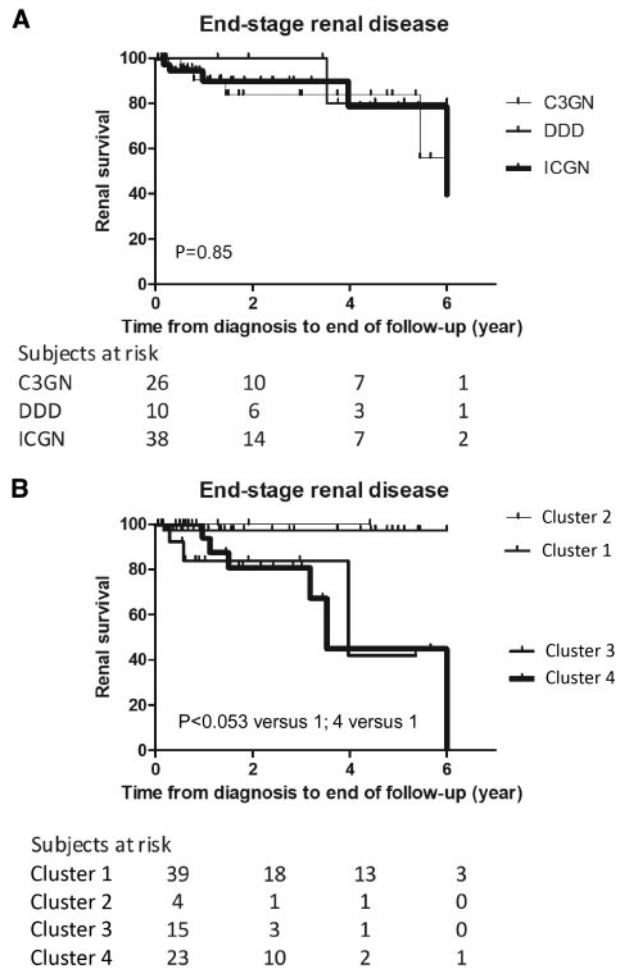 A
End-stage renal disease
100
80
60
40
20
0
Renal survival
P=0.85
C3GN
DDD
ICGN
0 2 4 6
Time from diagnosis to end of follow-up (year)
Subjects at risk
C3GN 26 10 7 1
DDD 10 6 3 1
ICGN 38 14 7 2
B
End-stage renal disease
100
80
60
40
20
0
Renal survival
P<0.053 versus 1; 4 versus 1
Cluster 2
Cluster 1
Cluster 3
Cluster 4
0 2 4 6
Time from diagnosis to end of follow-up (year)
Subjects at risk
Cluster 1 39 18 13 3
Cluster 2 4 1 1 0
Cluster 3 15 3 1 0
Cluster 4 23 10 2 1